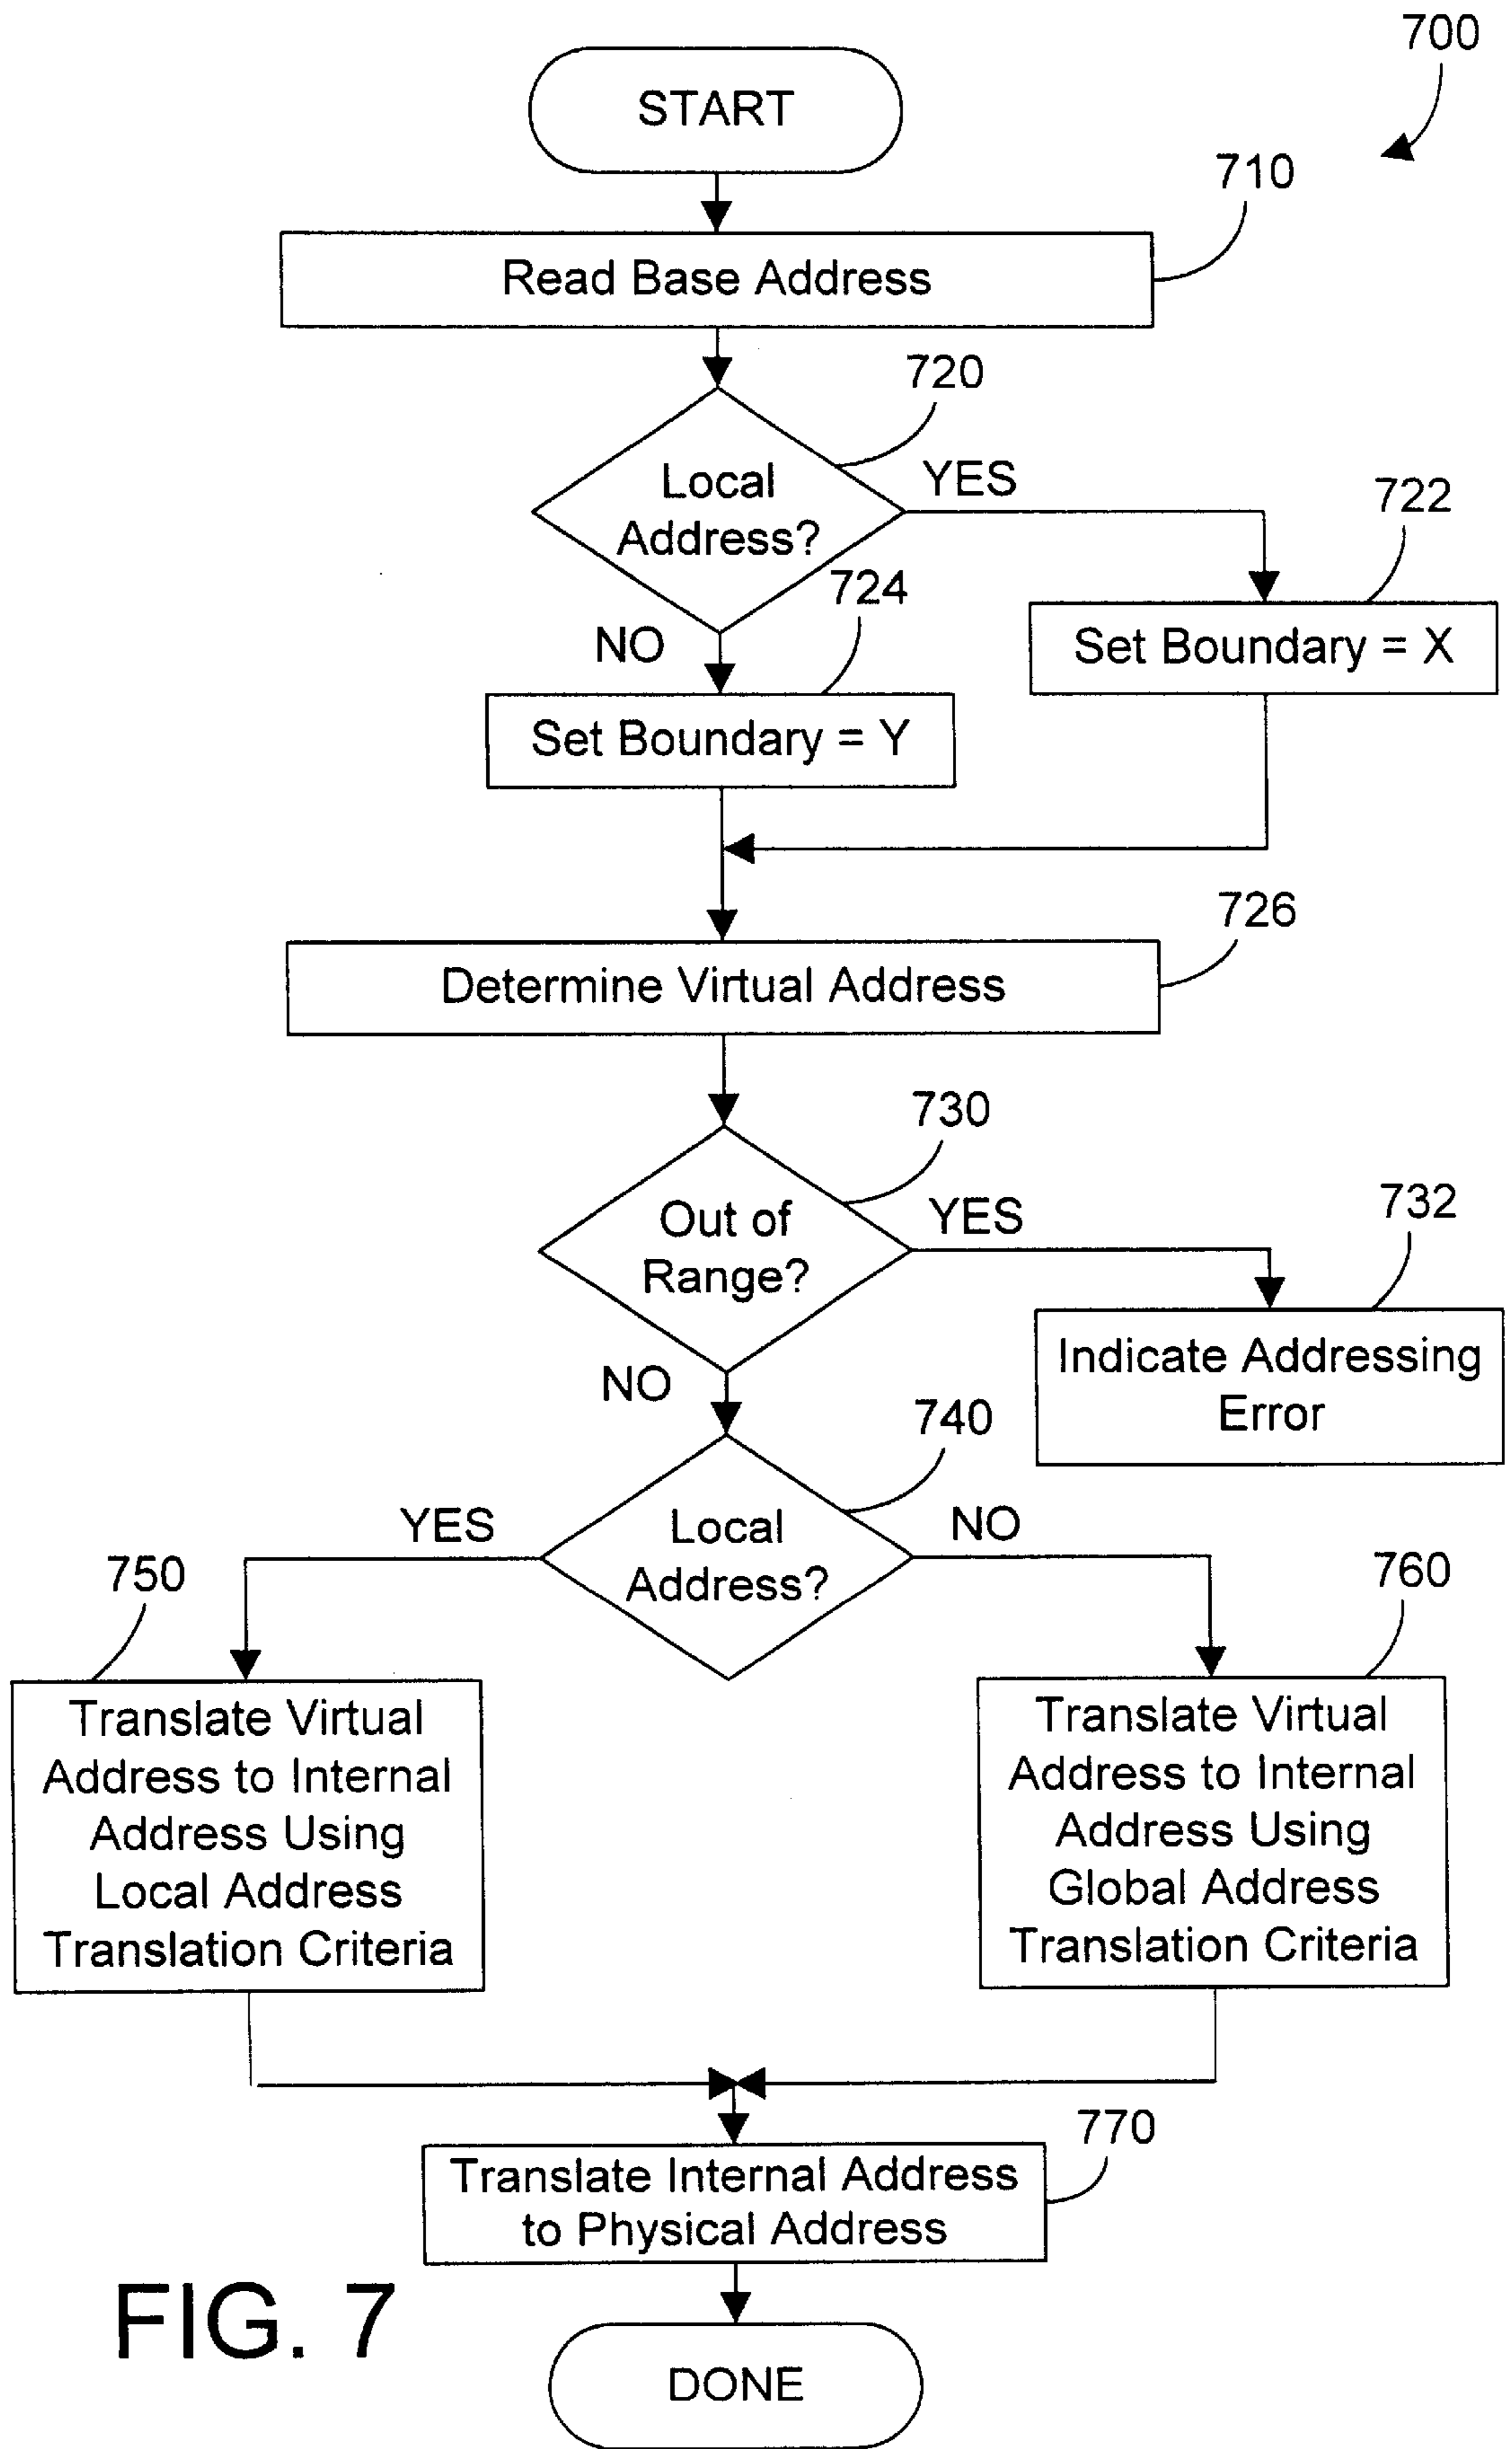 700
START
710
Read Base Address
720
Local
Address?
YES
722
Set Boundary = X
724
NO
Set Boundary = Y
726
Determine Virtual Address
730
Out of
Range?
YES
732
Indicate Addressing
Error
NO
740
Local
Address?
YES
NO
750
Translate Virtual
Address to Internal
Address Using
Local Address
Translation Criteria
760
Translate Virtual
Address to Internal
Address Using
Global Address
Translation Criteria
770
Translate Internal Address
to Physical Address
DONE
FIG. 7